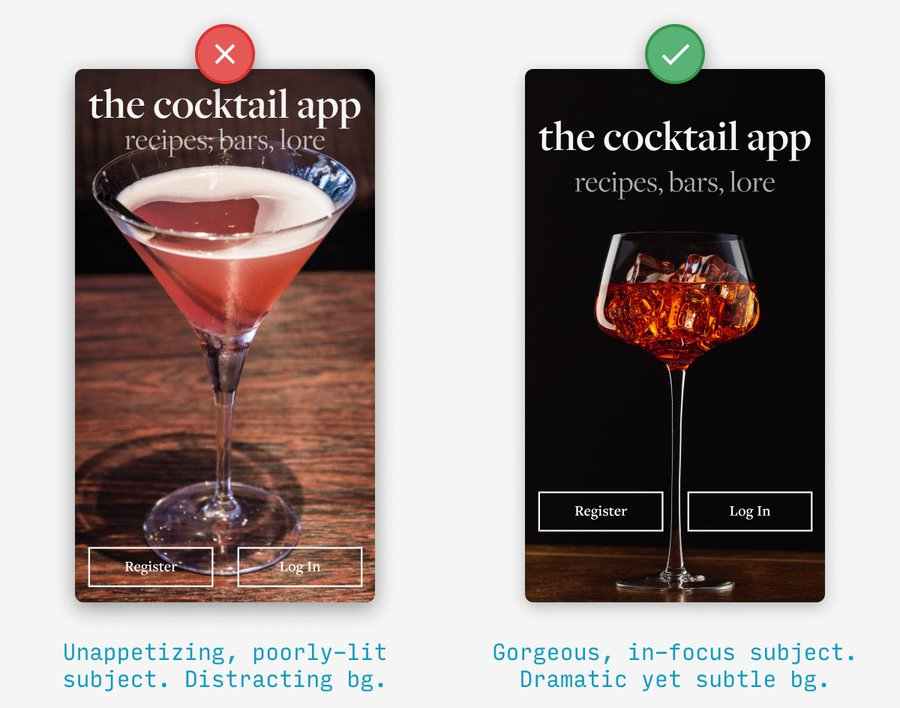 the cocktail app
recipes, bars, lore
Register
Log In
Unappetizing, poorly-lit
subject. Distracting bg.
the cocktail app
recipes, bars, lore
Register
Log In
Gorgeous, in-focus subject.
Dramatic yet subtle bg.